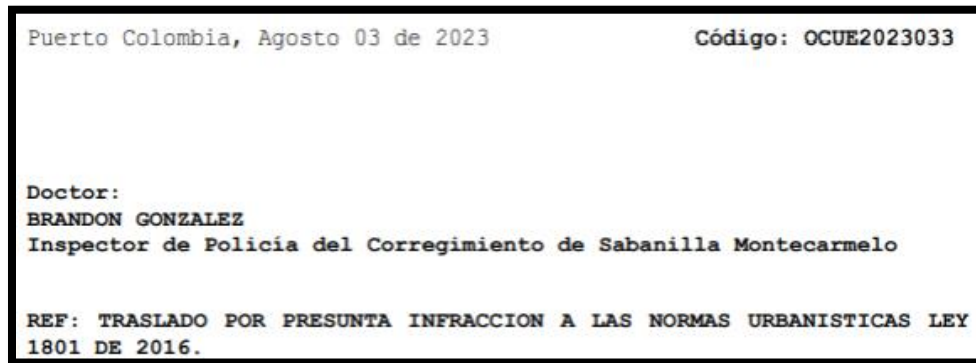 Puerto Colombia, Agosto 03 de 2023 Código: OCUE2023033
Doctor:
BRANDON GONZALEZ
Inspector de Policía del Corregimiento de Sabanilla Montecarmelo
REF: TRASLADO POR PRESUNTA INFRACCION A LAS NORMAS URBANISTICAS LEY
1801 DE 2016.